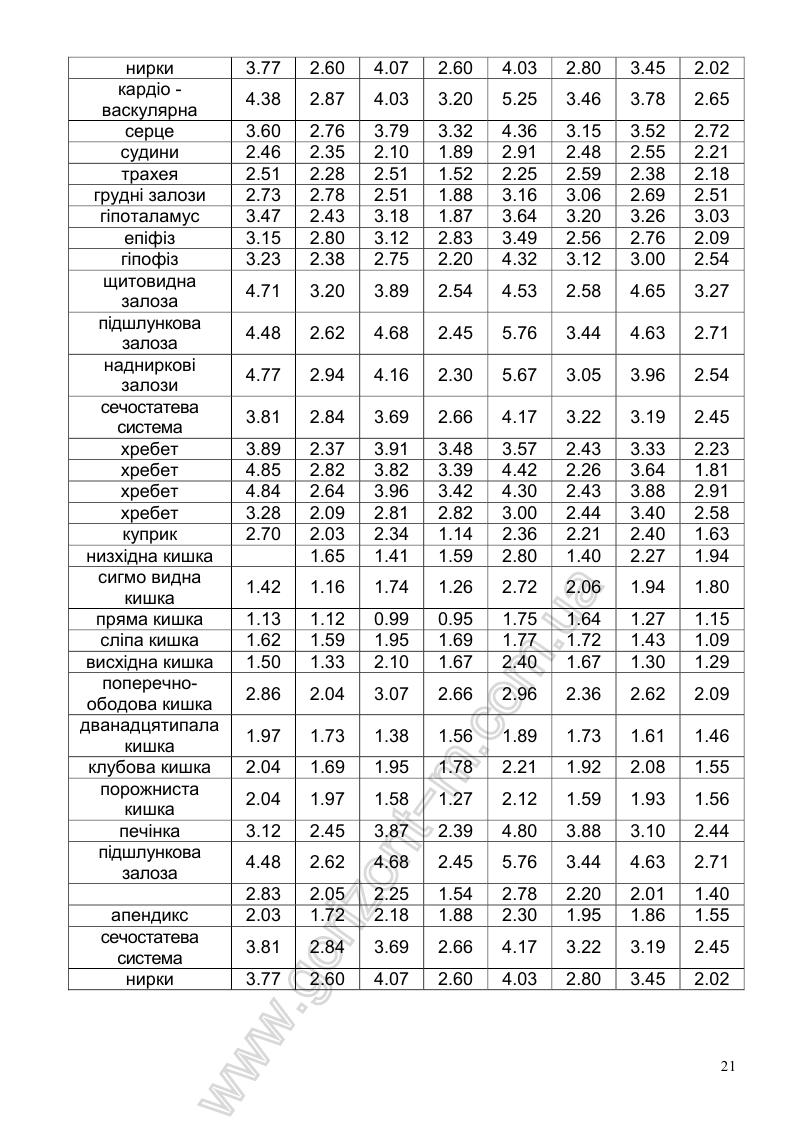 нирки 3.77 2.60 4.07 2.60 4.03 2.80 3.45 2.02
кардіо -
васкулярна 4.38 2.87 4.03 3.20 5.25 3.46 3.78 2.65
серце 3.60 2.76 3.79 3.32 4.36 3.15 3.52 2.72
судини 2.46 2.35 2.10 1.89 2.91 2.48 2.55 2.21
трахея 2.51 2.28 2.51 1.52 2.25 2.59 2.38 2.18
грудні залози 2.73 2.78 2.51 1.88 3.16 3.06 2.69 2.51
гіпоталамус 3.47 2.43 3.18 1.87 3.64 3.20 3.26 3.03
епіфіз 3.15 2.80 3.12 2.83 3.49 2.56 2.76 2.09
гіпофіз 3.23 2.38 2.75 2.20 4.32 3.12 3.00 2.54
щитовидна
залоза 4.71 3.20 3.89 2.54 4.53 2.58 4.65 3.27
підшлункова
залоза 4.48 2.62 4.68 2.45 5.76 3.44 4.63 2.71
надниркові
залози 4.77 2.94 4.16 2.30 5.67 3.05 3.96 2.54
сечостатева
система 3.81 2.84 3.69 2.66 4.17 3.22 3.19 2.45
хребет 3.89 2.37 3.91 3.48 3.57 2.43 3.33 2.23
хребет 4.85 2.82 3.82 3.39 4.42 2.26 3.64 1.81
хребет 4.84 2.64 3.96 3.42 4.30 2.43 3.88 2.91
хребет 3.28 2.09 2.81 2.82 3.00 2.44 3.40 2.58
куприк 2.70 2.03 2.34 1.14 2.36 2.21 2.40 1.63
низхідна кишка 1.65 1.41 1.59 2.80 1.40 2.27 1.94
сигмо видна
кишка 1.42 1.16 1.74 1.26 2.72 2.06 1.94 1.80
пряма кишка 1.13 1.12 0.99 0.95 1.75 1.64 1.27 1.15
сліпа кишка 1.62 1.59 1.95 1.69 1.77 1.72 1.43 1.09
висхідна кишка 1.50 1.33 2.10 1.67 2.40 1.67 1.30 1.29
поперечно-
ободова кишка 2.86 2.04 3.07 2.66 2.96 2.36 2.62 2.09
дванадцятипала
кишка 1.97 1.73 1.38 1.56 1.89 1.73 1.61 1.46
клубова кишка 2.04 1.69 1.95 1.78 2.21 1.92 2.08 1.55
порожниста
кишка 2.04 1.97 1.58 1.27 2.12 1.59 1.93 1.56
печінка 3.12 2.45 3.87 2.39 4.80 3.88 3.10 2.44
підшлункова
залоза 4.48 2.62 4.68 2.45 5.76 3.44 4.63 2.71
2.83 2.05 2.25 1.54 2.78 2.20 2.01 1.40
апендикс 2.03 1.72 2.18 1.88 2.30 1.95 1.86 1.55
сечостатева
система 3.81 2.84 3.69 2.66 4.17 3.22 3.19 2.45
нирки 3.77 2.60 4.07 2.60 4.03 2.80 3.45 2.02
www.gorizont-m.com.ua
21